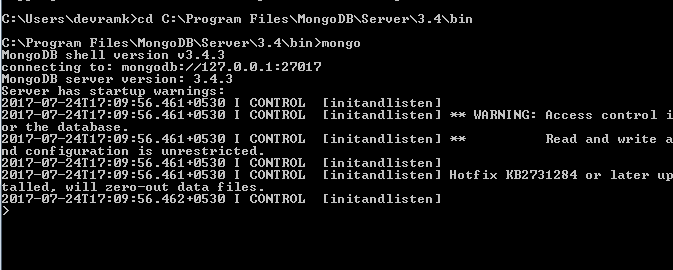 C:\Users\devramk>cd C:\Program Files\MongoDB\Server\3.4\bin
C:\Program Files\MongoDB\Server\3.4\bin>mongo
MongoDB shell version v3.4.3
connecting to: mongodb://127.0.0.1:27017
MongoDB server version: 3.4.3
Server has startup warnings:
2017-07-24T17:09:56.461+0530 I CONTROL  [initandlisten]
2017-07-24T17:09:56.461+0530 I CONTROL  [initandlisten] ** WARNING: Access control i
or the database.
2017-07-24T17:09:56.461+0530 I CONTROL  [initandlisten] **          Read and write a
nd configuration is unrestricted.
2017-07-24T17:09:56.461+0530 I CONTROL  [initandlisten]
2017-07-24T17:09:56.461+0530 I CONTROL  [initandlisten] Hotfix KB2731284 or later up
talled, will zero-out data files.
2017-07-24T17:09:56.462+0530 I CONTROL  [initandlisten]
>